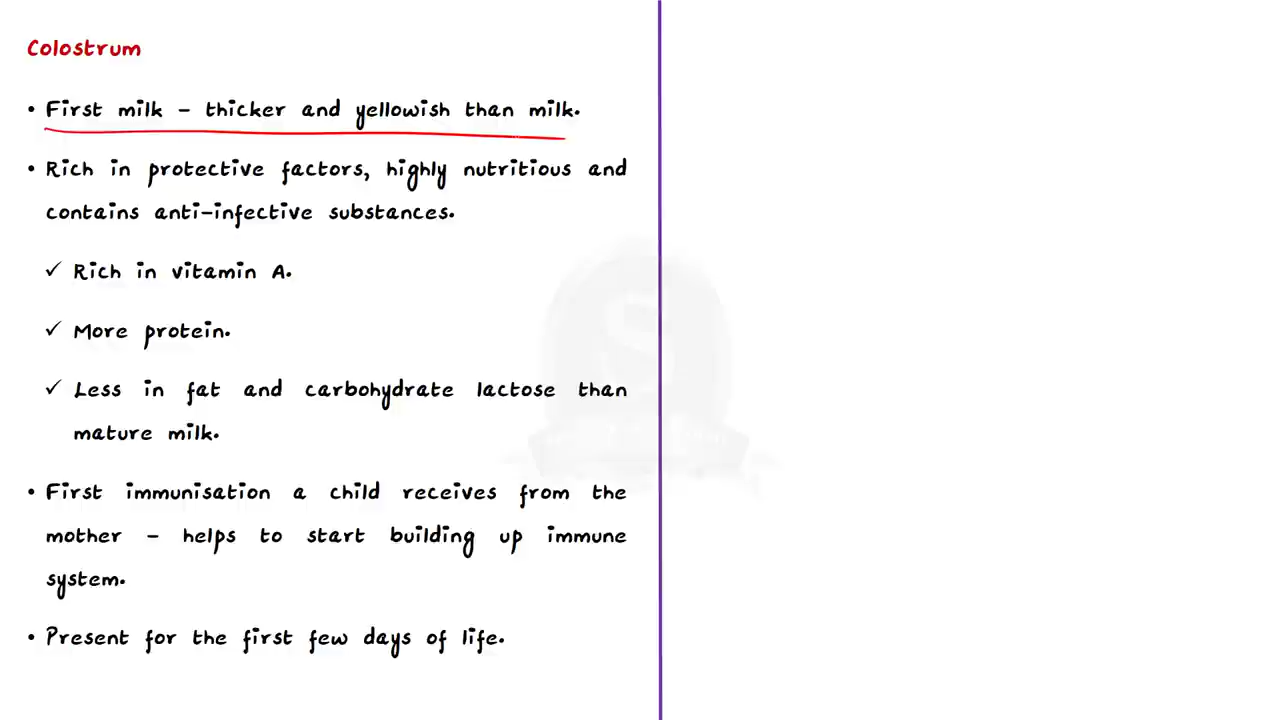 Colostrum
• First milk – thicker and yellowish than milk.
• Rich in protective factors, highly nutritious and
contains anti-infective substances.
✓ Rich in vitamin A.
✓ More protein.
✓ Less in fat and carbohydrate lactose than
mature milk.
• First immunisation a child receives from the
mother – helps to start building up immune
system.
• Present for the first few days of life.